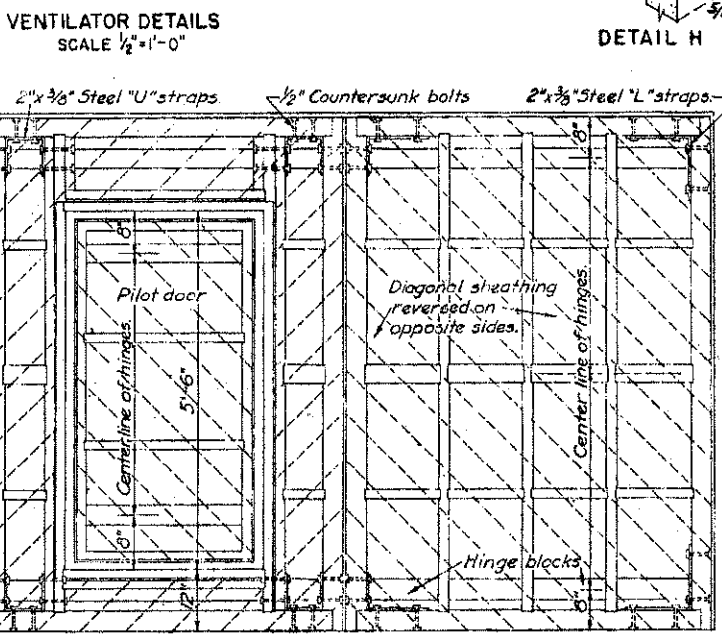 VENTILATOR DETAILS
SCALE ½"=1'-0"
DETAIL H
2"x⅜" Steel "U" straps
½" Countersunk bolts
2"x⅜" Steel "L" straps
8"
8"
Pilot door
Center line of hinges
5'-6"
8"
12"
Diagonal sheathing
reversed on
opposite sides.
Center line of hinges
Hinge blocks
8"